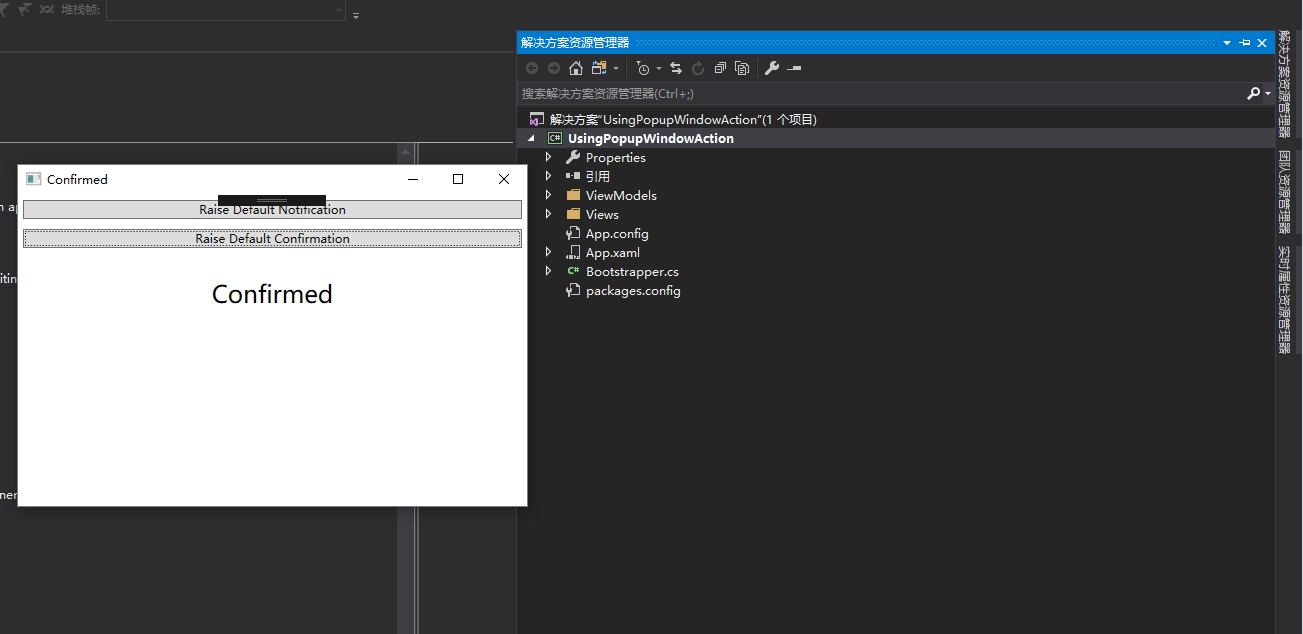 堆栈帧:
解决方案资源管理器
搜索解决方案资源管理器(Ctrl+;)
解决方案"UsingPopupWindowAction"(1 个项目)
UsingPopupWindowAction
Properties
引用
ViewModels
Views
App.config
App.xaml
Bootstrapper.cs
packages.config
Confirmed
Raise Default Notification
Raise Default Confirmation
Confirmed
解决方案资源管理器
团队资源管理器
实时属性资源管理器